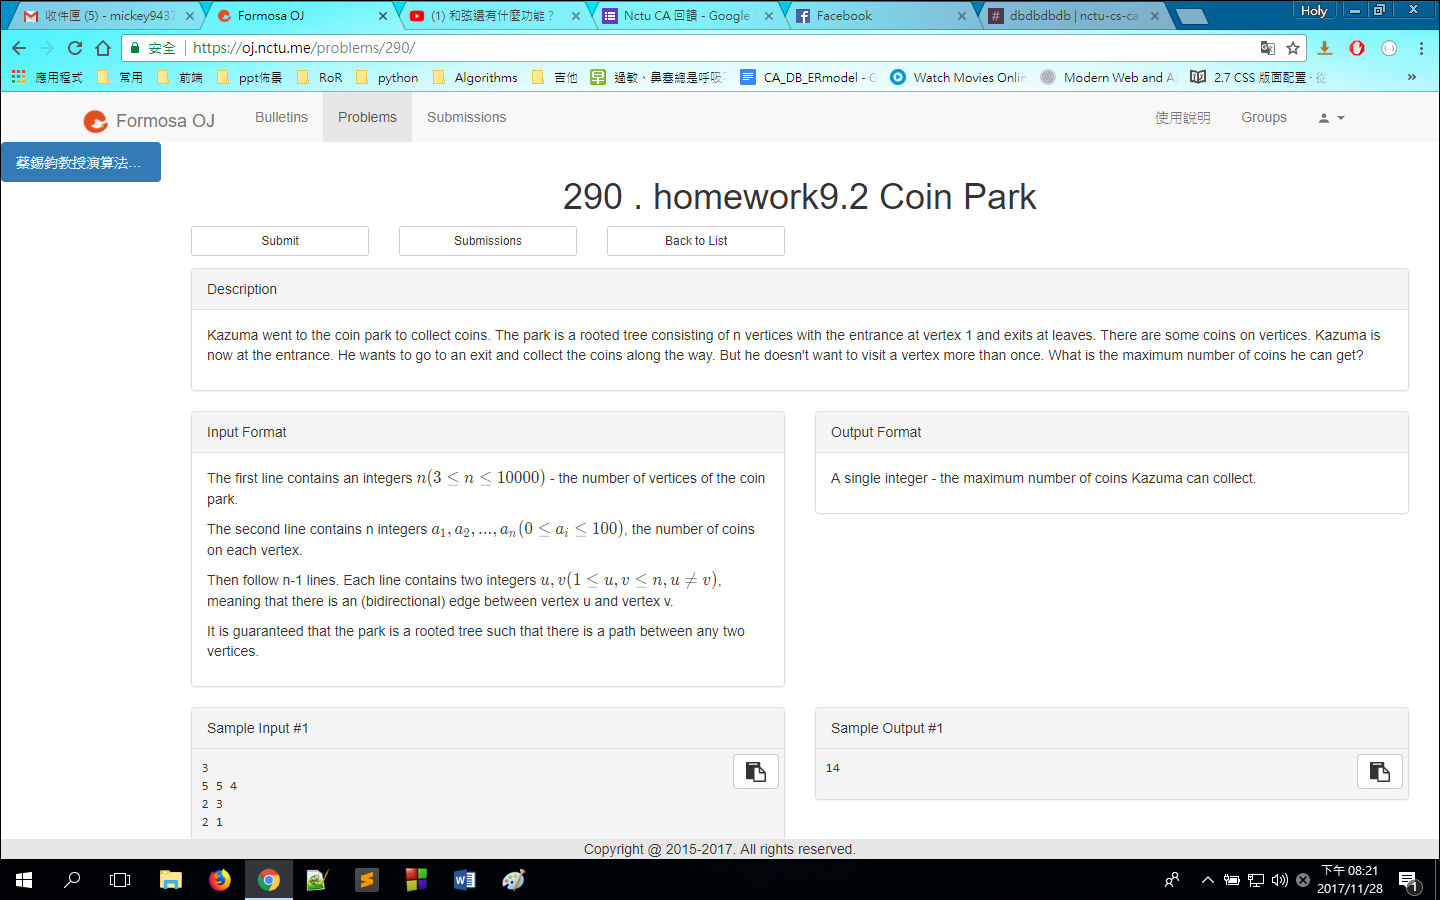 收件匣 (5) - mickey9437
Formosa OJ
(1) 和弦還有什麼功能？
Nctu CA 回饋 - Google
Facebook
dbdbdbdb | nctu-cs-ca
Holy
安全
https://oj.nctu.me/problems/290/
應用程式
常用
前端
ppt佈景
RoR
python
Algorithms
吉他
過敏、鼻塞總是呼吸
CA_DB_ERmodel - G
Watch Movies Onlin
Modern Web and A
2.7 CSS 版面配置 · 從
»
Formosa OJ
Bulletins
Problems
Submissions
使用說明
Groups
蔡錫鈞教授演算法...
290 . homework9.2 Coin Park
Submit
Submissions
Back to List
Description
Kazuma went to the coin park to collect coins. The park is a rooted tree consisting of n vertices with the entrance at vertex 1 and exits at leaves. There are some coins on vertices. Kazuma is
now at the entrance. He wants to go to an exit and collect the coins along the way. But he doesn't want to visit a vertex more than once. What is the maximum number of coins he can get?
Input Format
The first line contains an integers n(3 ≤ n ≤ 10000) - the number of vertices of the coin
park.
The second line contains n integers a₁, a₂, ..., aₙ(0 ≤ aᵢ ≤ 100), the number of coins
on each vertex.
Then follow n-1 lines. Each line contains two integers u, v(1 ≤ u, v ≤ n, u ≠ v),
meaning that there is an (bidirectional) edge between vertex u and vertex v.
It is guaranteed that the park is a rooted tree such that there is a path between any two
vertices.
Output Format
A single integer - the maximum number of coins Kazuma can collect.
Sample Input #1
3
5 5 4
2 3
2 1
Sample Output #1
14
Copyright @ 2015-2017. All rights reserved.
下午 08:21
2017/11/28
1